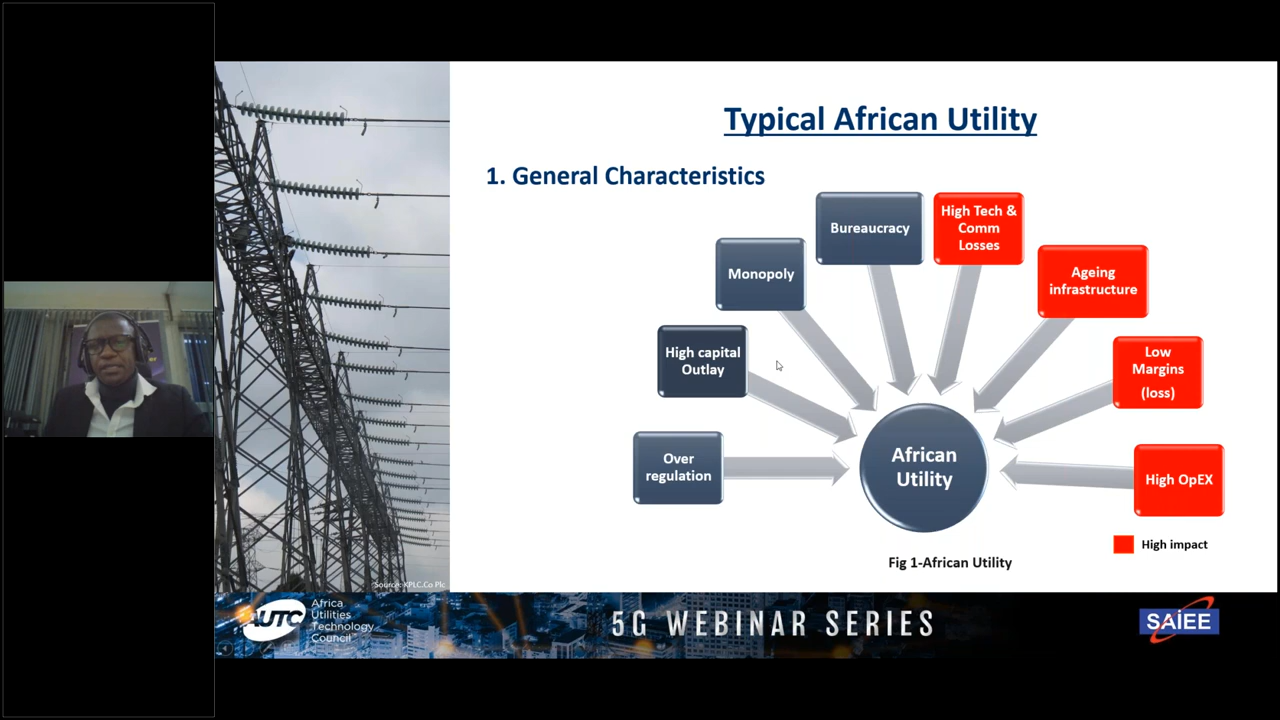 Typical African Utility
1. General Characteristics
Over
regulation
High capital
Outlay
Monopoly
Bureaucracy
High Tech &
Comm
Losses
Ageing
infrastructure
Low
Margins
(loss)
High OpEX
African
Utility
High impact
Fig 1-African Utility
Source: KPLC.Co Plc
AUTC
Africa
Utilities
Technology
Council
5G WEBINAR SERIES
SAIEE